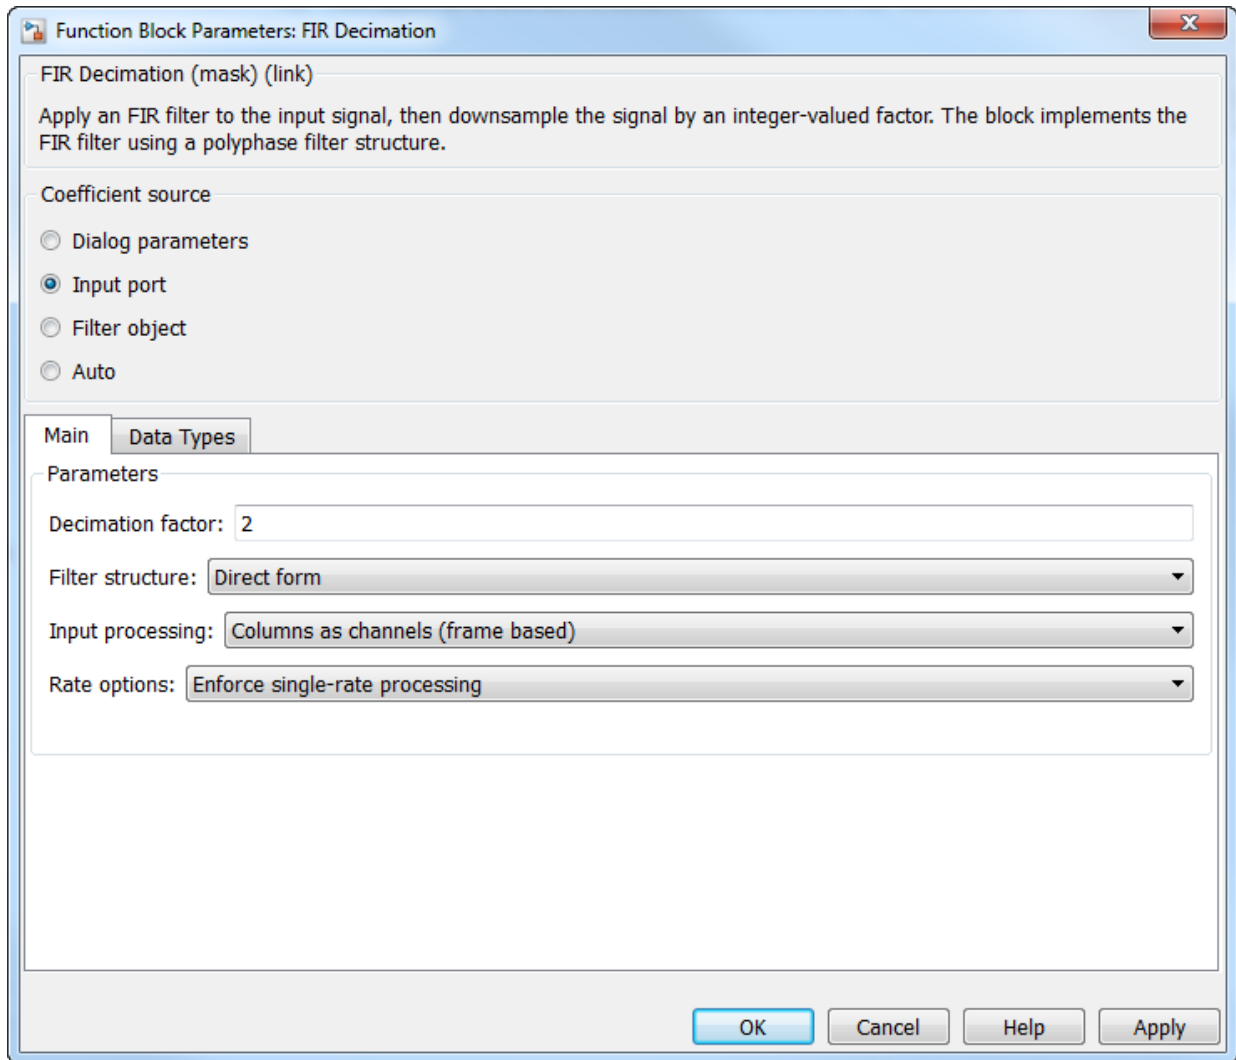 Function Block Parameters: FIR Decimation
FIR Decimation (mask) (link)
Apply an FIR filter to the input signal, then downsample the signal by an integer-valued factor. The block implements the
FIR filter using a polyphase filter structure.
Coefficient source
Dialog parameters
Input port
Filter object
Auto
Main Data Types
Parameters
Decimation factor: 2
Filter structure: Direct form
Input processing: Columns as channels (frame based)
Rate options: Enforce single-rate processing
OK Cancel Help Apply